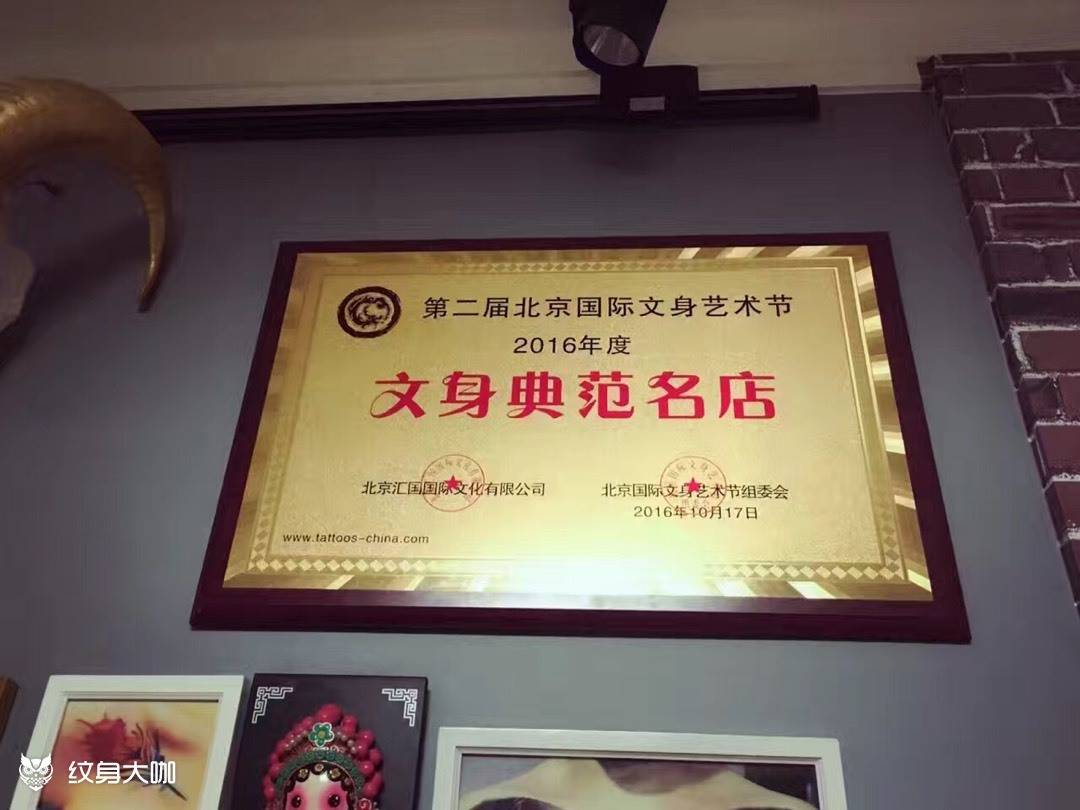 第二届北京国际文身艺术节
2016年度
文身典范名店
北京汇国国际文化有限公司
北京国际文身艺术节组委会
2016年10月17日
www.tattoos-china.com
纹身大咖